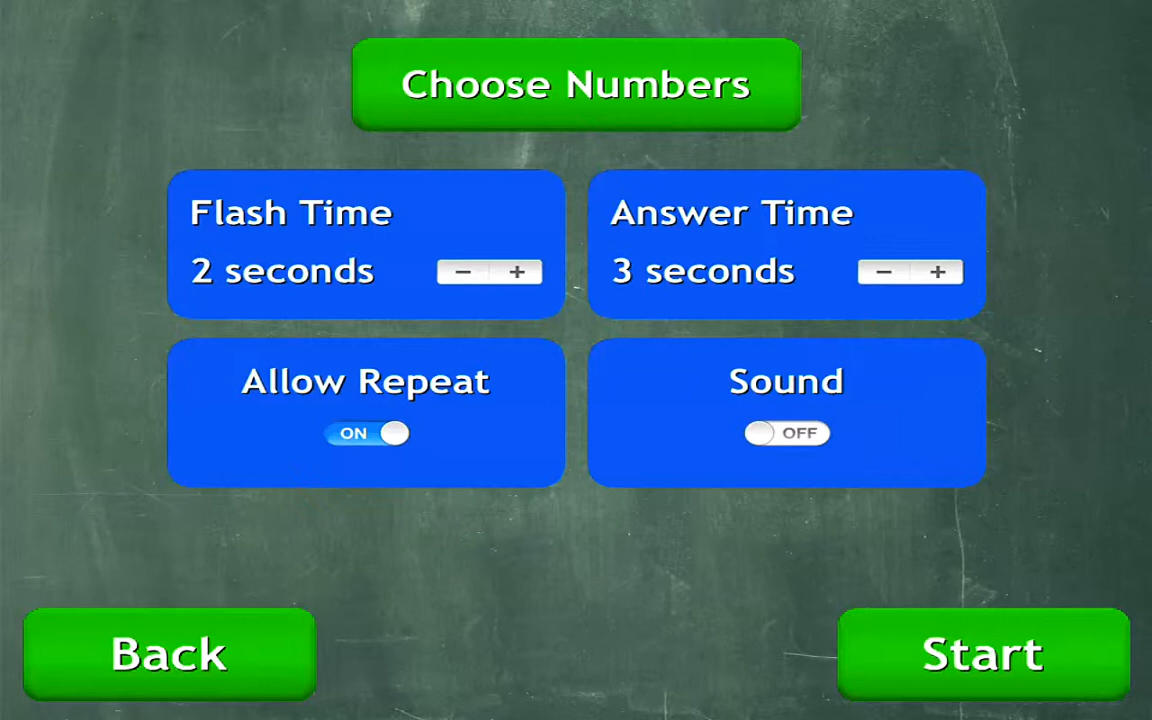 Choose Numbers
Flash Time
2 seconds
− +
Answer Time
3 seconds
− +
Allow Repeat
ON
Sound
OFF
Back
Start